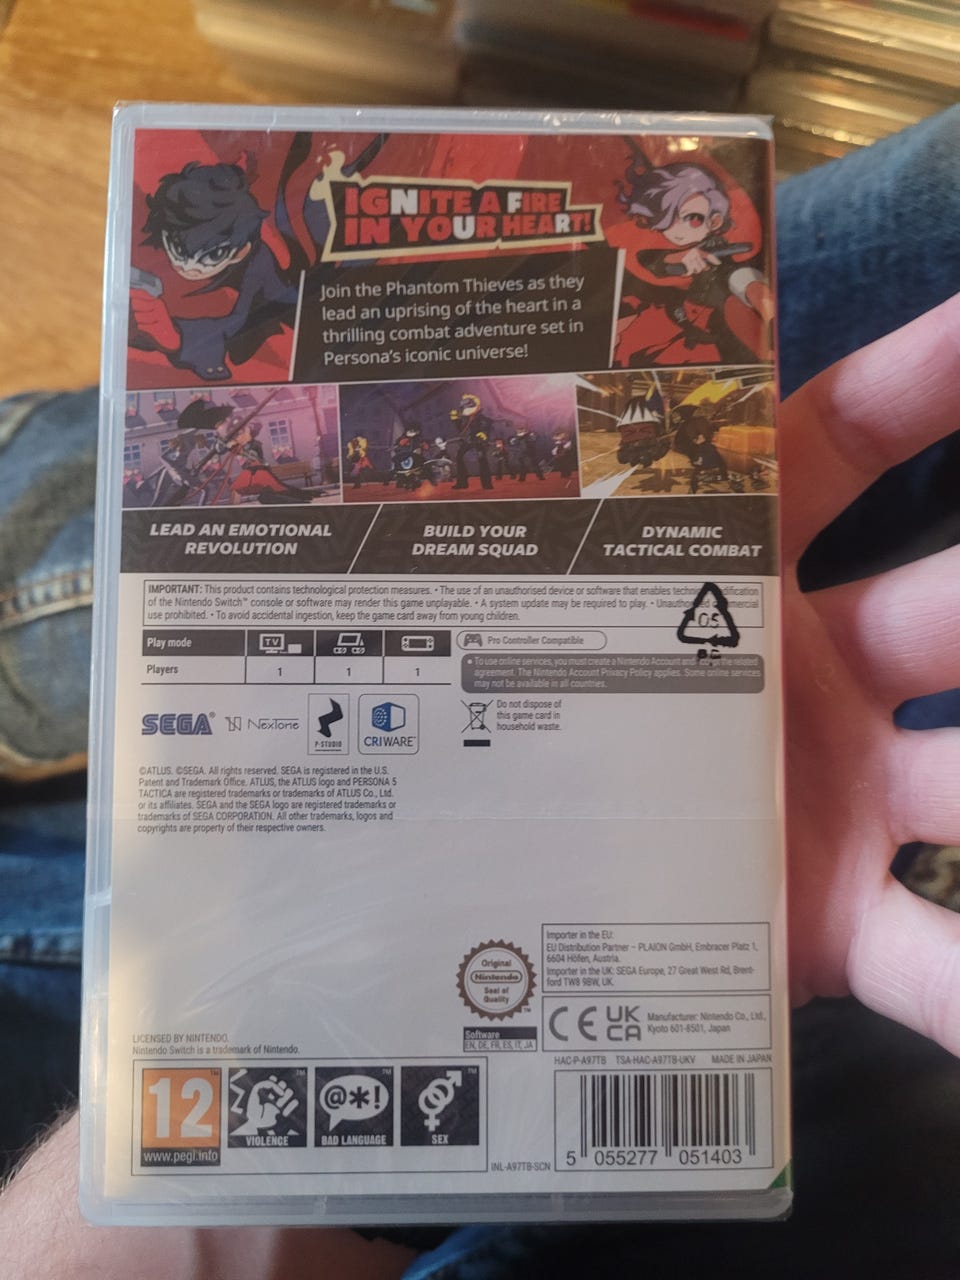 IGNITE A FIRE
IN YOUR HEART!
Join the Phantom Thieves as they
lead an uprising of the heart in a
thrilling combat adventure set in
Persona's iconic universe!
LEAD AN EMOTIONAL
REVOLUTION
BUILD YOUR
DREAM SQUAD
DYNAMIC
TACTICAL COMBAT
IMPORTANT: This product contains technological protection measures. • The use of an unauthorised device or software that enables technical modification
of the Nintendo Switch™ console or software may render this game unplayable. • A system update may be required to play. • Unauthorised commercial
use prohibited. • To avoid accidental ingestion, keep the game card away from young children.
05
Play mode
TV
Players
1
1
1
Pro Controller Compatible
• To use online services, you must create a Nintendo Account and the related
agreement. The Nintendo Account Privacy Policy applies. Some online services
may not be available in all countries.
SEGA®
NexTone
P-STUDIO
CRIWARE™
Do not dispose of
this game card in
household waste.
©ATLUS. ©SEGA. All rights reserved. SEGA is registered in the U.S.
Patent and Trademark Office. ATLUS, the ATLUS logo and PERSONA 5
TACTICA are registered trademarks or trademarks of ATLUS Co., Ltd.
or its affiliates. SEGA and the SEGA logo are registered trademarks or
trademarks of SEGA CORPORATION. All other trademarks, logos and
copyrights are property of their respective owners.
Original
Nintendo
Seal of
Quality
TM
Importer in the EU:
EU Distribution Partner – PLAION GmbH, Embracer Platz 1,
6604 Höfen, Austria.
Importer in the UK: SEGA Europe, 27 Great West Rd, Brent-
ford TW8 9BW, UK.
CE UK
CA
Manufacturer: Nintendo Co., Ltd.,
Kyoto 601-8501, Japan
Software
EN, DE, FR, ES, IT, JA
LICENSED BY NINTENDO.
Nintendo Switch is a trademark of Nintendo.
HAC-P-A97TB TSA-HAC-A97TB-UKV MADE IN JAPAN
12™
www.pegi.info
VIOLENCE
TM
@*!
BAD LANGUAGE
TM
SEX
TM
INL-A97TB-SCN
5 055277 051403